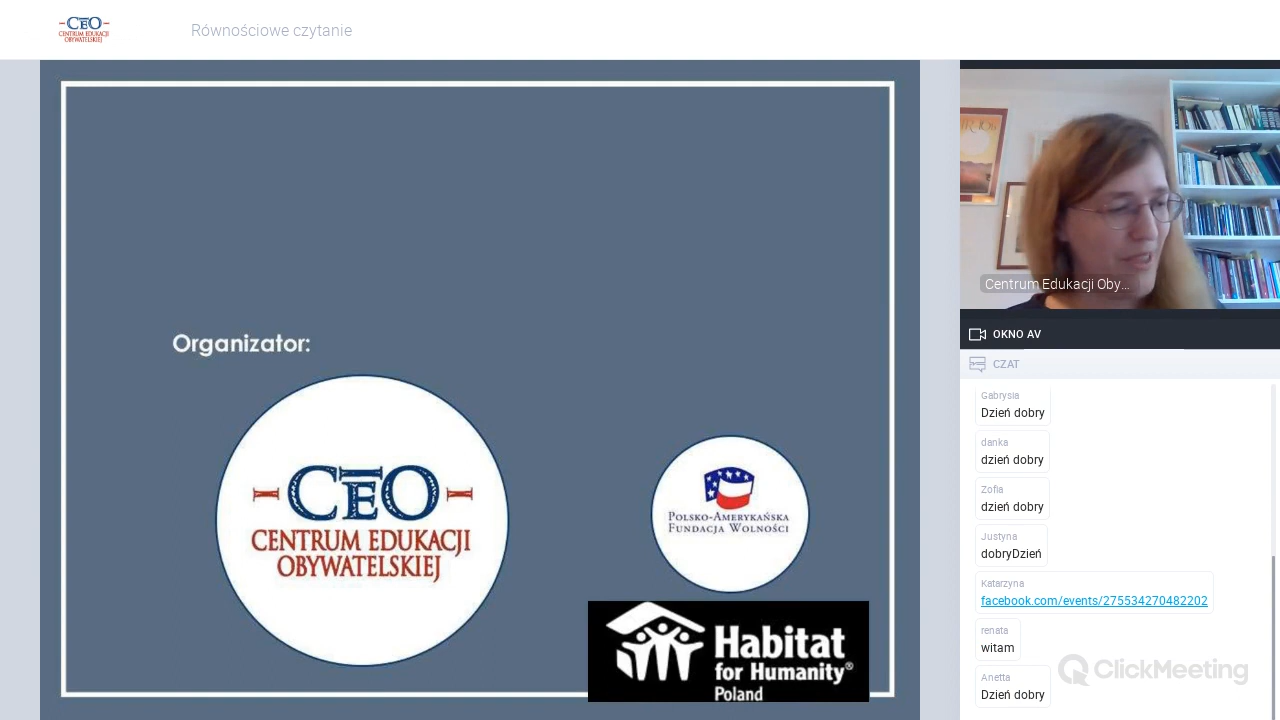 CEO
CENTRUM EDUKACJI
OBYWATELSKIEJ
Równościowe czytanie
Organizator:
CEO
CENTRUM EDUKACJI
OBYWATELSKIEJ
POLSKO-AMERYKAŃSKA
FUNDACJA WOLNOŚCI
Habitat
for Humanity®
Poland
Centrum Edukacji Oby...
OKNO AV
CZAT
Gabrysia
Dzień dobry
danka
dzień dobry
Zofia
dzień dobry
Justyna
dobryDzień
Katarzyna
facebook.com/events/275534270482202
renata
witam
Anetta
Dzień dobry
ClickMeeting